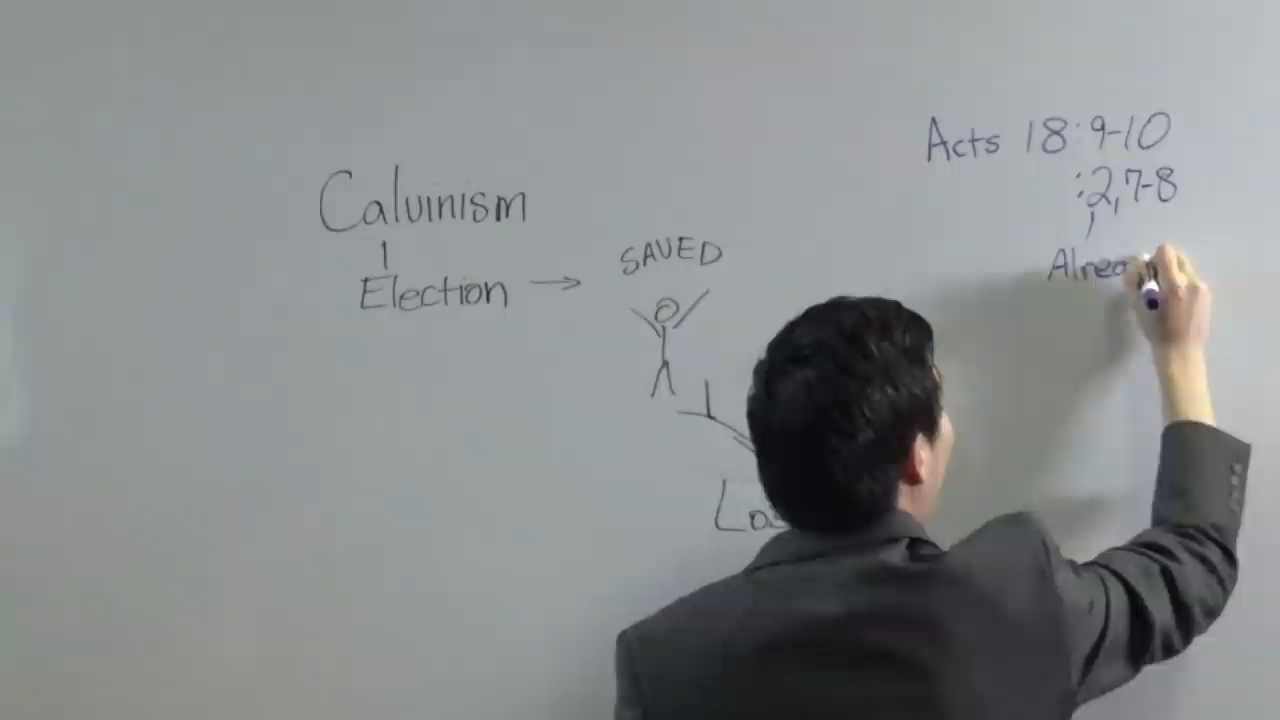 Calvinism
Election →
SAVED
Acts 18:9-10
:2,7-8